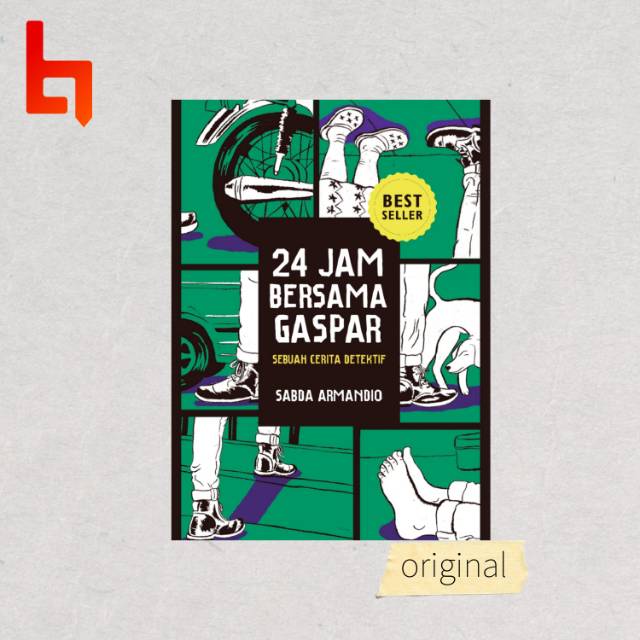 BEST
SELLER
24 JAM
BERSAMA
GASPAR
SEBUAH CERITA DETEKTIF
SABDA ARMANDIO
original